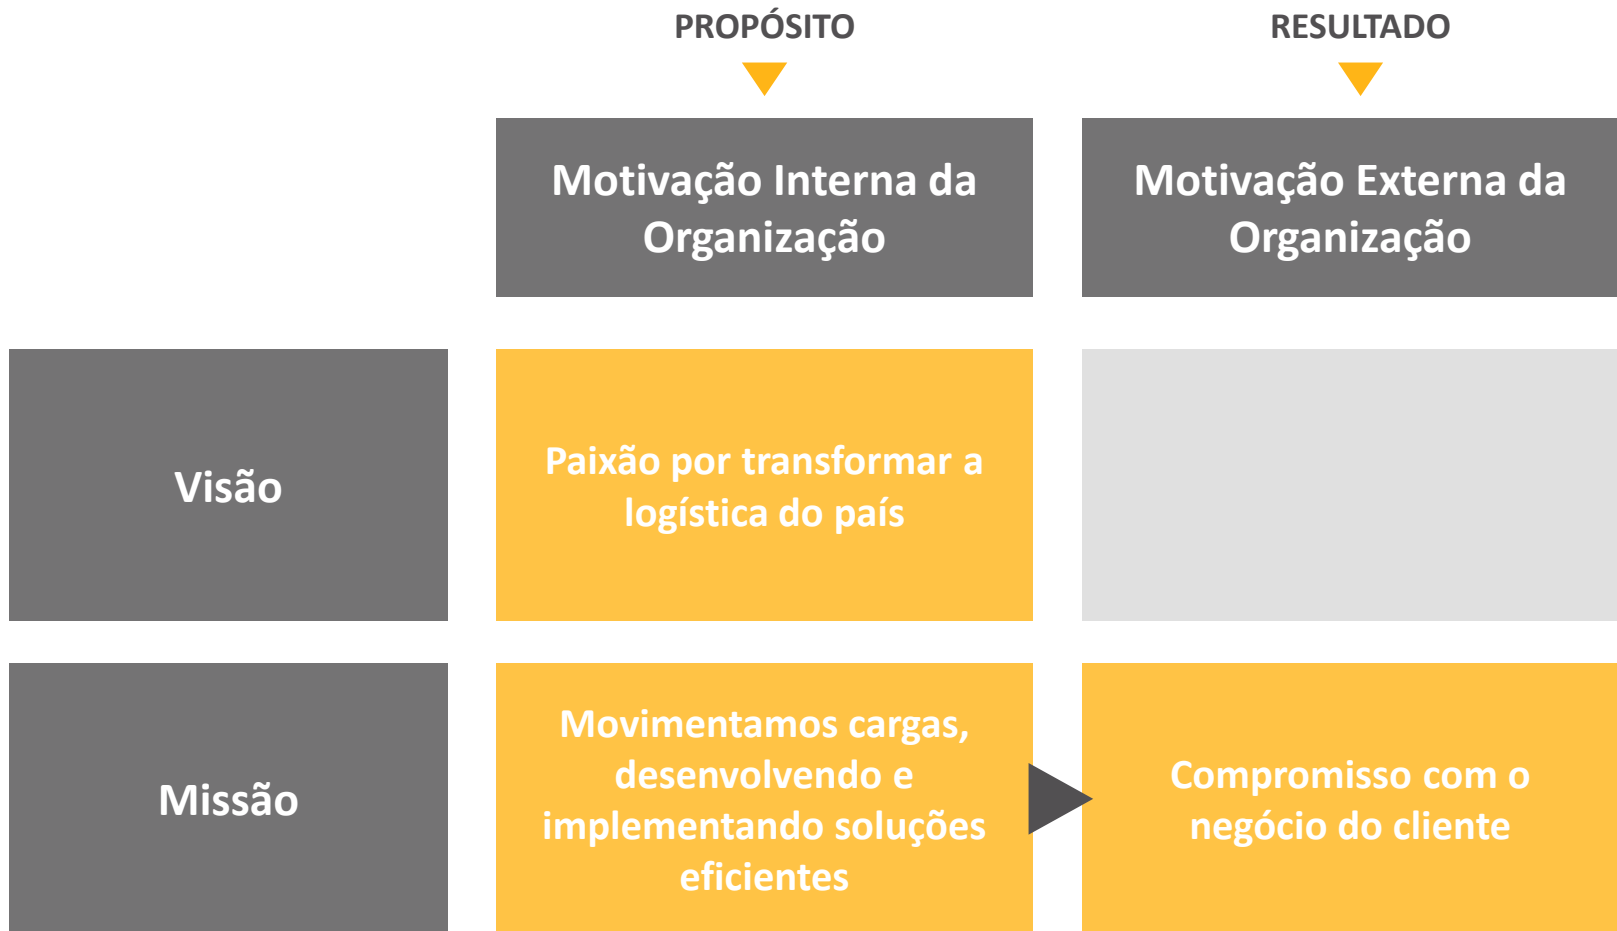 PROPÓSITO
RESULTADO
Motivação Interna da
Organização
Motivação Externa da
Organização
Visão
Paixão por transformar a
logística do país
Missão
Movimentamos cargas,
desenvolvendo e
implementando soluções
eficientes
Compromisso com o
negócio do cliente